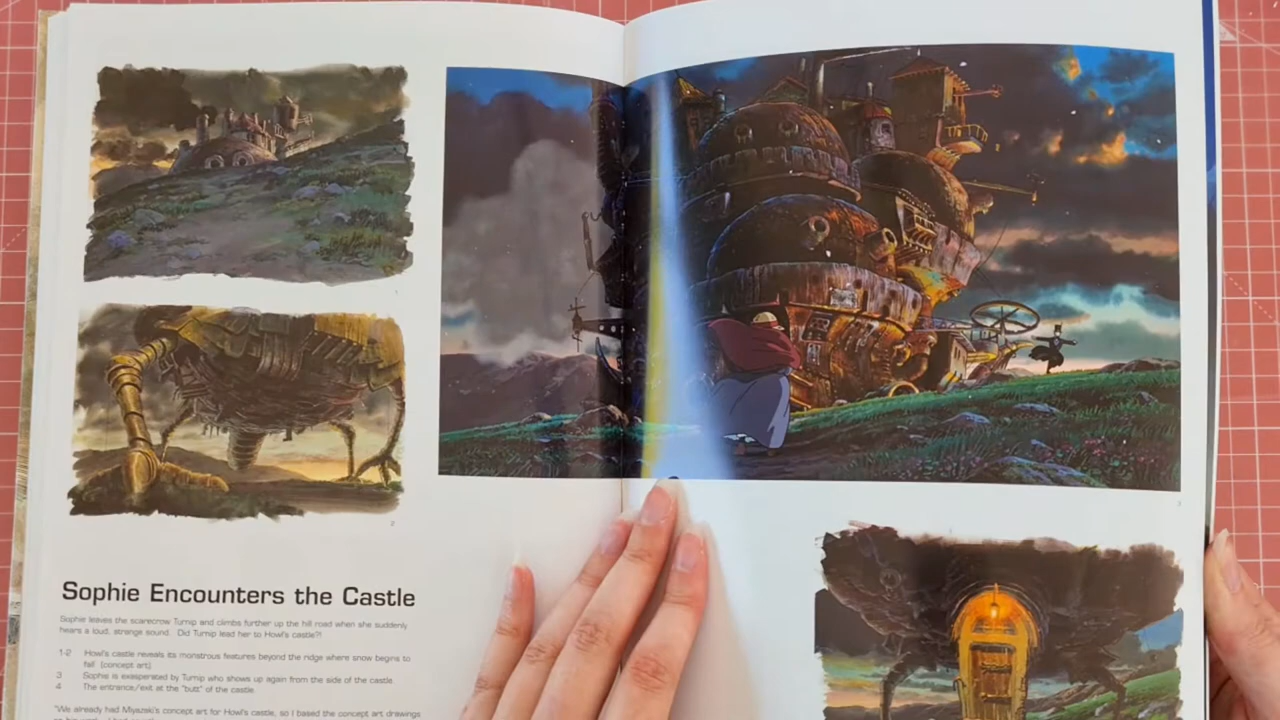 Sophie Encounters the Castle
Sophie leaves the scarecrow Turnip and climbs further up the hill road when she suddenly
hears a loud, strange sound. Did Turnip lead her to Howl's castle?!
1-2 Howl's castle reveals its monstrous features beyond the ridge where snow begins to
fall (concept art)
3 Sophie is exasperated by Turnip who shows up again from the side of the castle
4 The entrance/exit at the "butt" of the castle
"We already had Miyazaki's concept art for Howl's castle, so I based the concept art drawings